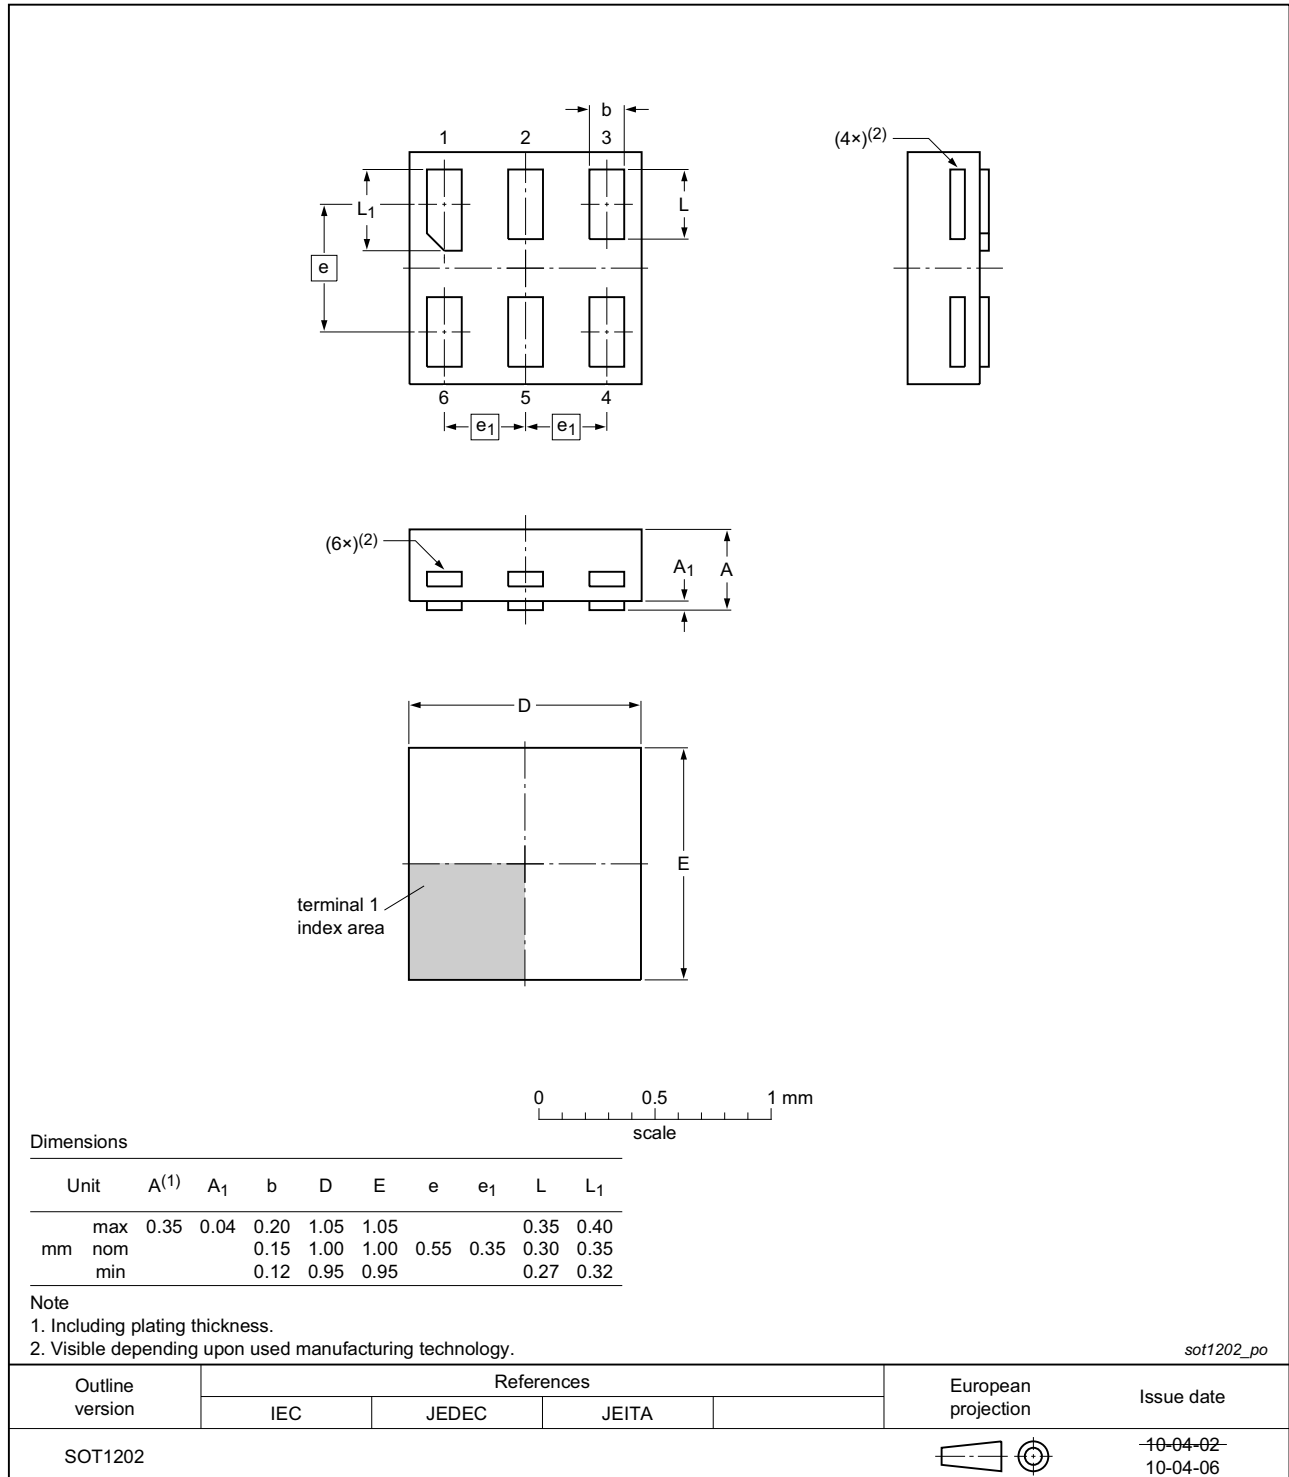 b
1 2 3
(4×)(2)
L1
L
e
6 5 4
e1 e1
(6×)(2)
A1 A
D
E
terminal 1
index area
0 0.5 1 mm
scale
Dimensions
Unit A(1) A1 b D E e e1 L L1
max 0.35 0.04 0.20 1.05 1.05 0.35 0.40
mm nom 0.15 1.00 1.00 0.55 0.35 0.30 0.35
min 0.12 0.95 0.95 0.27 0.32
Note
1. Including plating thickness.
2. Visible depending upon used manufacturing technology.
sot1202_po
Outline
version
References
IEC JEDEC JEITA
European
projection
Issue date
SOT1202
10-04-02
10-04-06